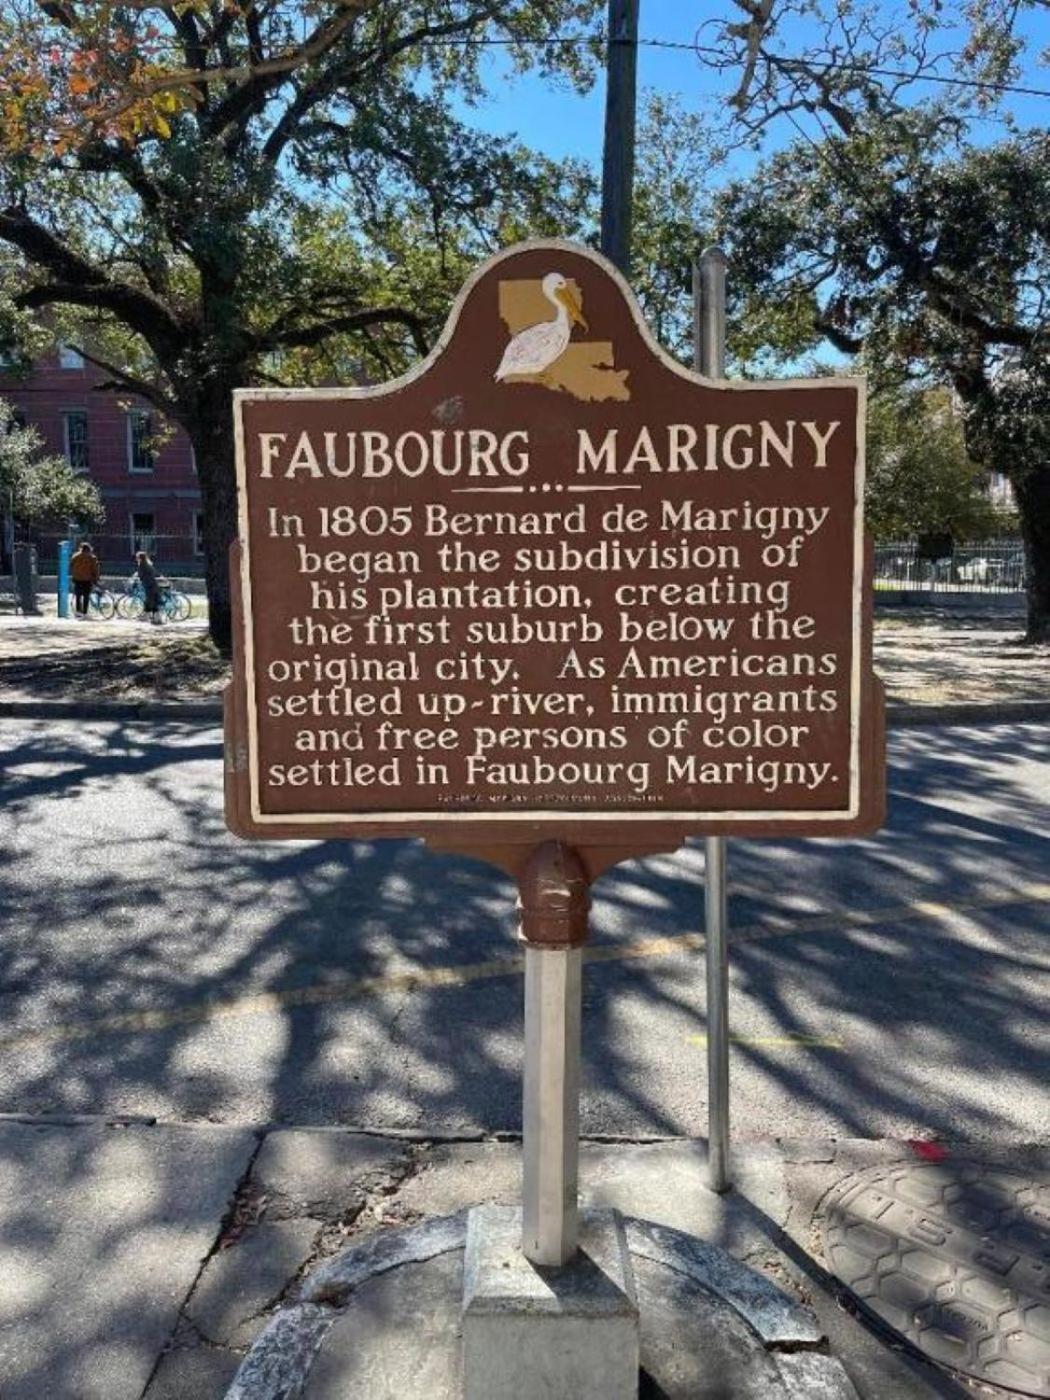 FAUBOURG MARIGNY
In 1805 Bernard de Marigny
began the subdivision of
his plantation, creating
the first suburb below the
original city. As Americans
settled up-river, immigrants
and free persons of color
settled in Faubourg Marigny.